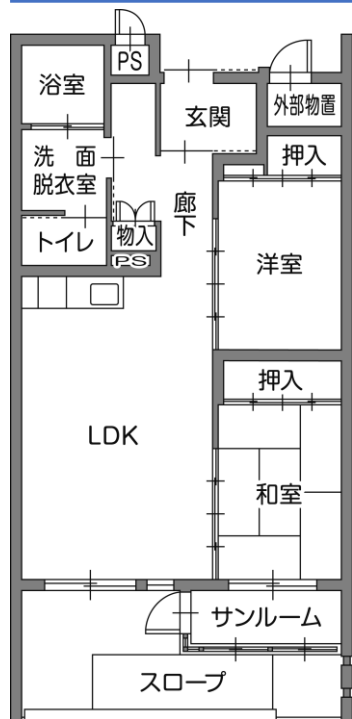 PS
浴室
玄関
外部物置
洗面
脱衣室
押入
廊下
トイレ
物入
(PS)
洋室
押入
LDK
和室
サンルーム
スロープ